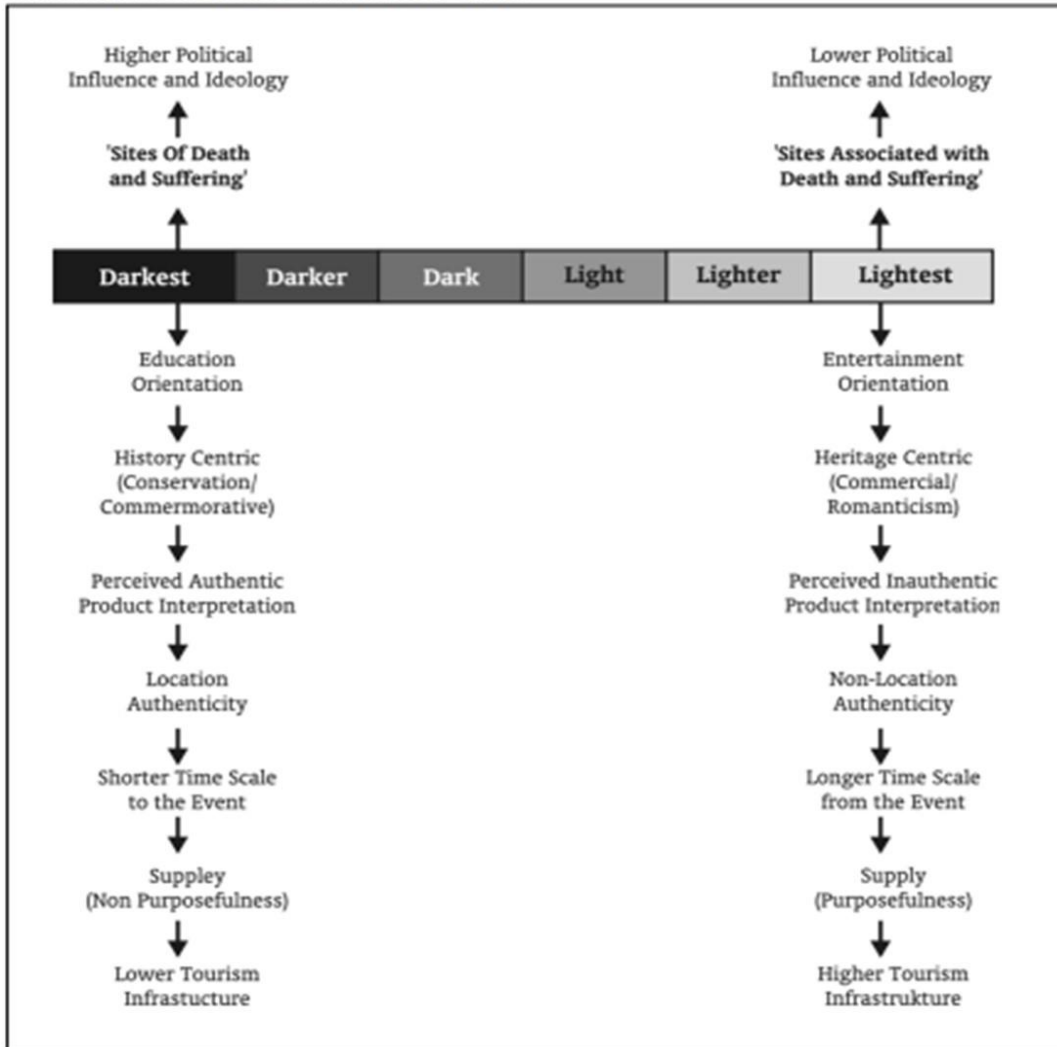 Higher Political
Influence and Ideology
Lower Political
Influence and Ideology
'Sites Of Death
and Suffering'
'Sites Associated with
Death and Suffering'
Darkest
Darker
Dark
Light
Lighter
Lightest
Education
Orientation
History Centric
(Conservation/
Commermorative)
Perceived Authentic
Product Interpretation
Location
Authenticity
Shorter Time Scale
to the Event
Suppley
(Non Purposefulness)
Lower Tourism
Infrastucture
Entertainment
Orientation
Heritage Centric
(Commercial/
Romanticism)
Perceived Inauthentic
Product Interpretation
Non-Location
Authenticity
Longer Time Scale
from the Event
Supply
(Purposefulness)
Higher Tourism
Infrastrukture